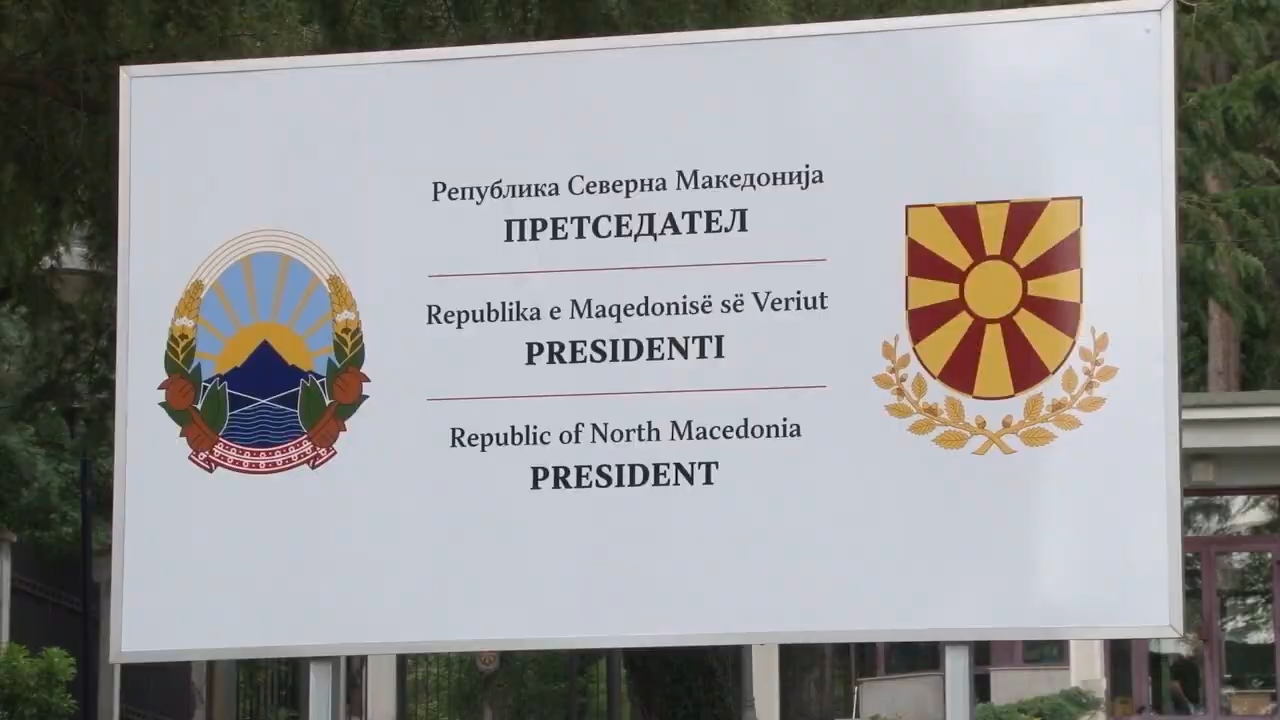 Република Северна Македонија
ПРЕТСЕДАТЕЛ
Republika e Maqedonisë së Veriut
PRESIDENTI
Republic of North Macedonia
PRESIDENT